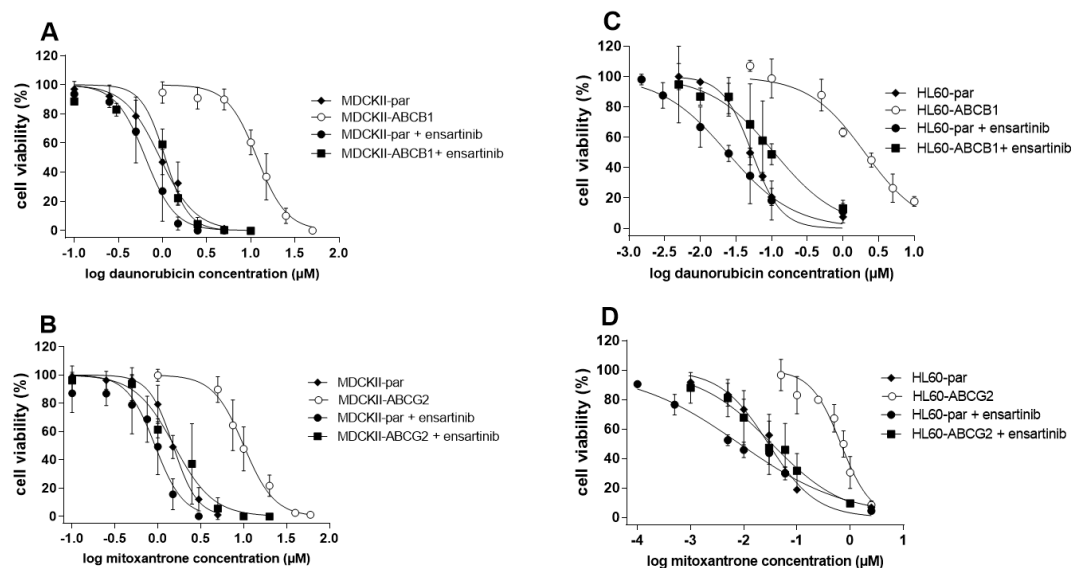 A
cell viability (%)
120
100
80
60
40
20
0
-1.0 -0.5 0.0 0.5 1.0 1.5 2.0
log daunorubicin concentration (µM)
MDCKII-par
MDCKII-ABCB1
MDCKII-par + ensartinib
MDCKII-ABCB1+ ensartinib
C
cell viability (%)
120
100
80
60
40
20
0
-3.0 -2.5 -2.0 -1.5 -1.0 -0.5 0.0 0.5 1.0
log daunorubicin concentration (µM)
HL60-par
HL60-ABCB1
HL60-par + ensartinib
HL60-ABCB1+ ensartinib
B
cell viability (%)
120
100
80
60
40
20
0
-1.0 -0.5 0.0 0.5 1.0 1.5 2.0
log mitoxantrone concentration (µM)
MDCKII-par
MDCKII-ABCG2
MDCKII-par + ensartinib
MDCKII-ABCG2 + ensartinib
D
cell viability (%)
120
100
80
60
40
20
0
-4 -3 -2 -1 0 1
log mitoxantrone concentration (µM)
HL60-par
HL60-ABCG2
HL60-par + ensartinib
HL60-ABCG2 + ensartinib